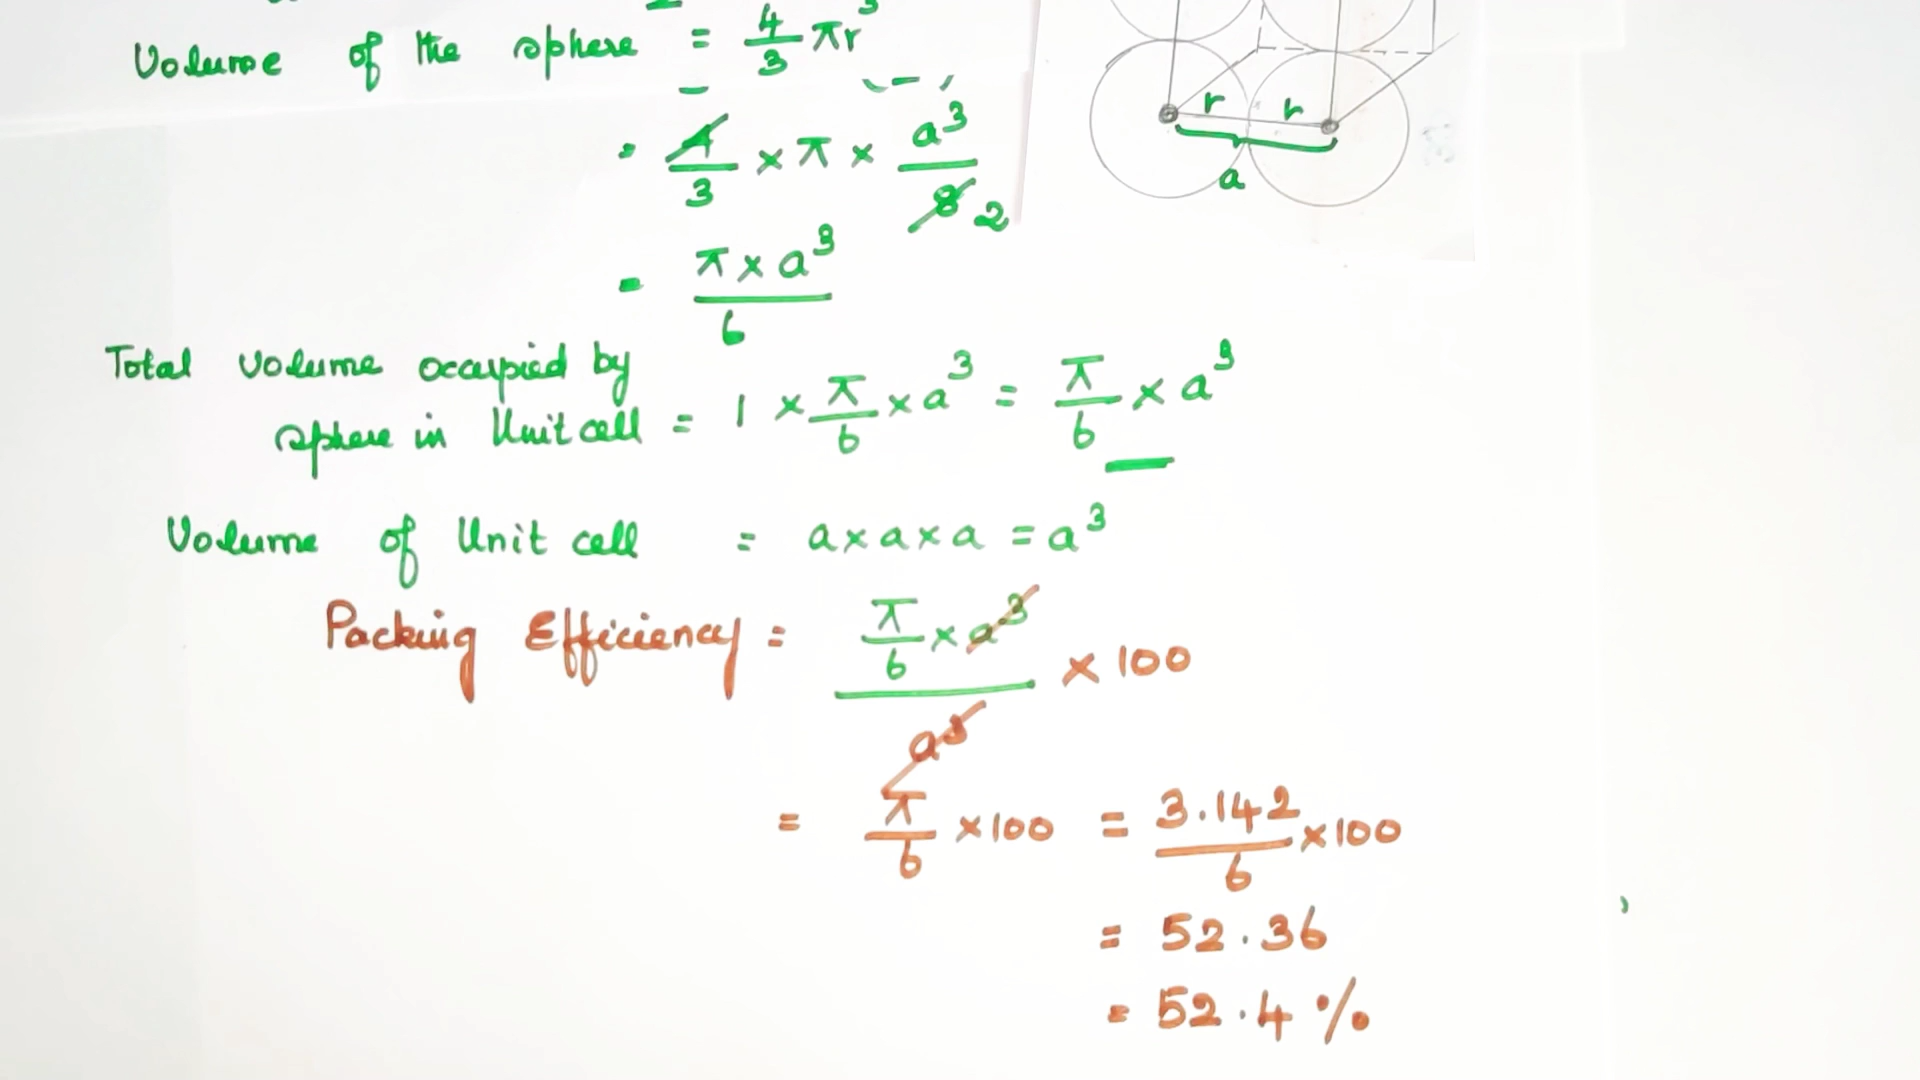 Volume of the sphere = 4/3 πr³
= 4/3 × π × a³/8 2
= π × a³/6
r r
a
Total volume occupied by
sphere in Unit cell = 1 × π/6 × a³ = π/6 × a³
Volume of Unit cell = a × a × a = a³
Packing Efficiency = π/6 × a³/a³ × 100
= π/6 × 100 = 3.142/6 × 100
= 52.36
= 52.4 %